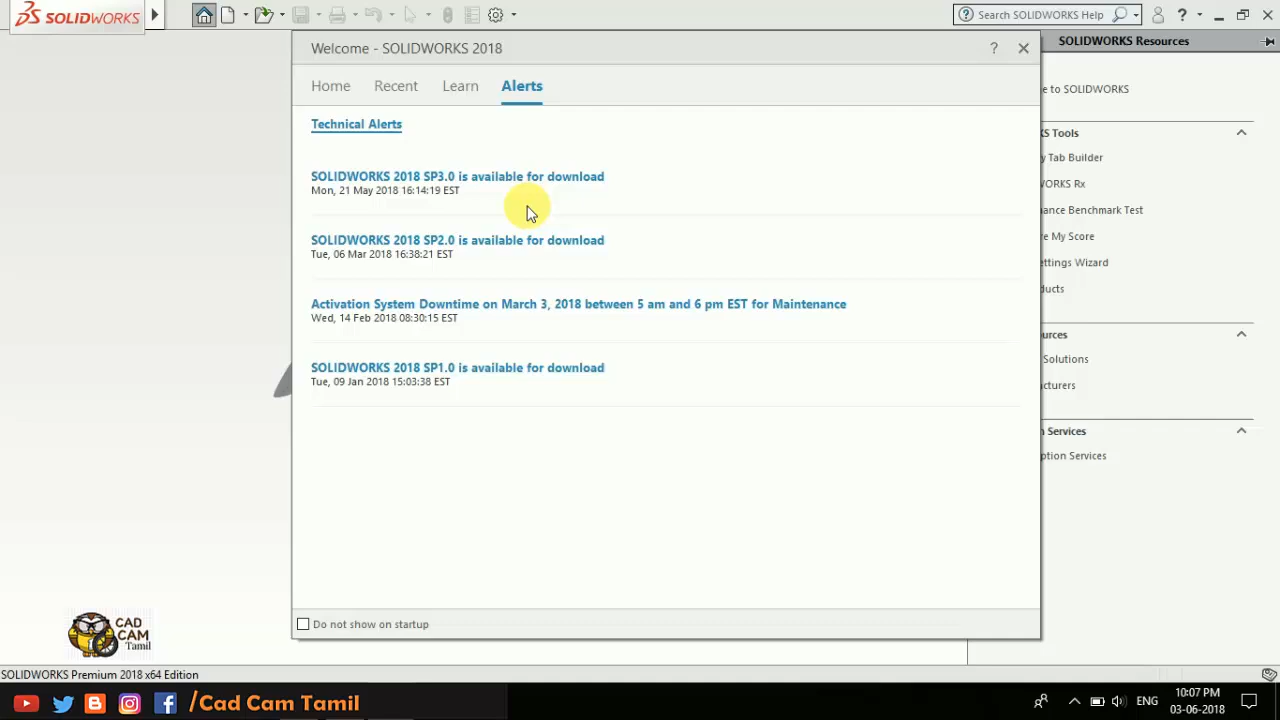 SOLIDWORKS
Search SOLIDWORKS Help
?
Welcome - SOLIDWORKS 2018
?
SOLIDWORKS Resources
Home Recent Learn Alerts
Technical Alerts
SOLIDWORKS 2018 SP3.0 is available for download
Mon, 21 May 2018 16:14:19 EST
SOLIDWORKS 2018 SP2.0 is available for download
Tue, 06 Mar 2018 16:38:21 EST
Activation System Downtime on March 3, 2018 between 5 am and 6 pm EST for Maintenance
Wed, 14 Feb 2018 08:30:15 EST
SOLIDWORKS 2018 SP1.0 is available for download
Tue, 09 Jan 2018 15:03:38 EST
Do not show on startup
e to SOLIDWORKS
KS Tools
y Tab Builder
WORKS Rx
ance Benchmark Test
re My Score
ettings Wizard
ducts
urces
Solutions
cturers
n Services
ption Services
CAD
CAM
Tamil
SOLIDWORKS Premium 2018 x64 Edition
/Cad Cam Tamil
ENG
10:07 PM
03-06-2018